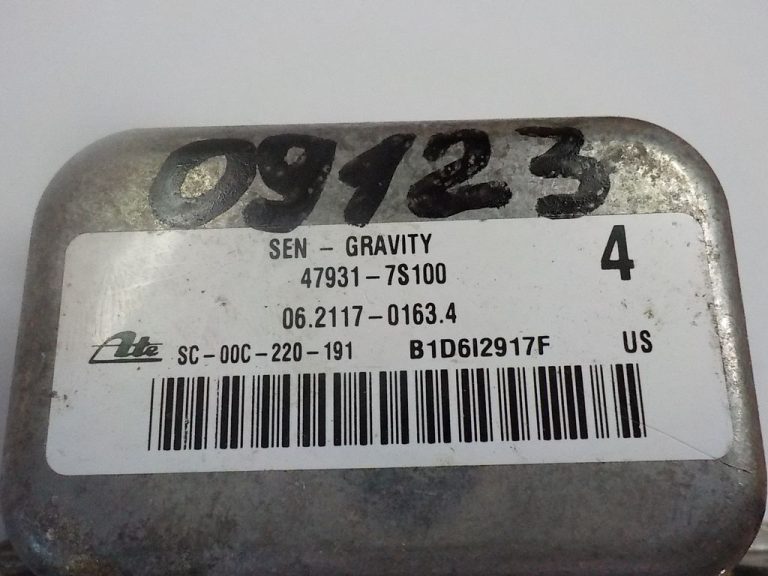 09123
SEN - GRAVITY 4
47931-7S100
06.2117-0163.4
Ate SC-00C-220-191 B1D6I2917F US